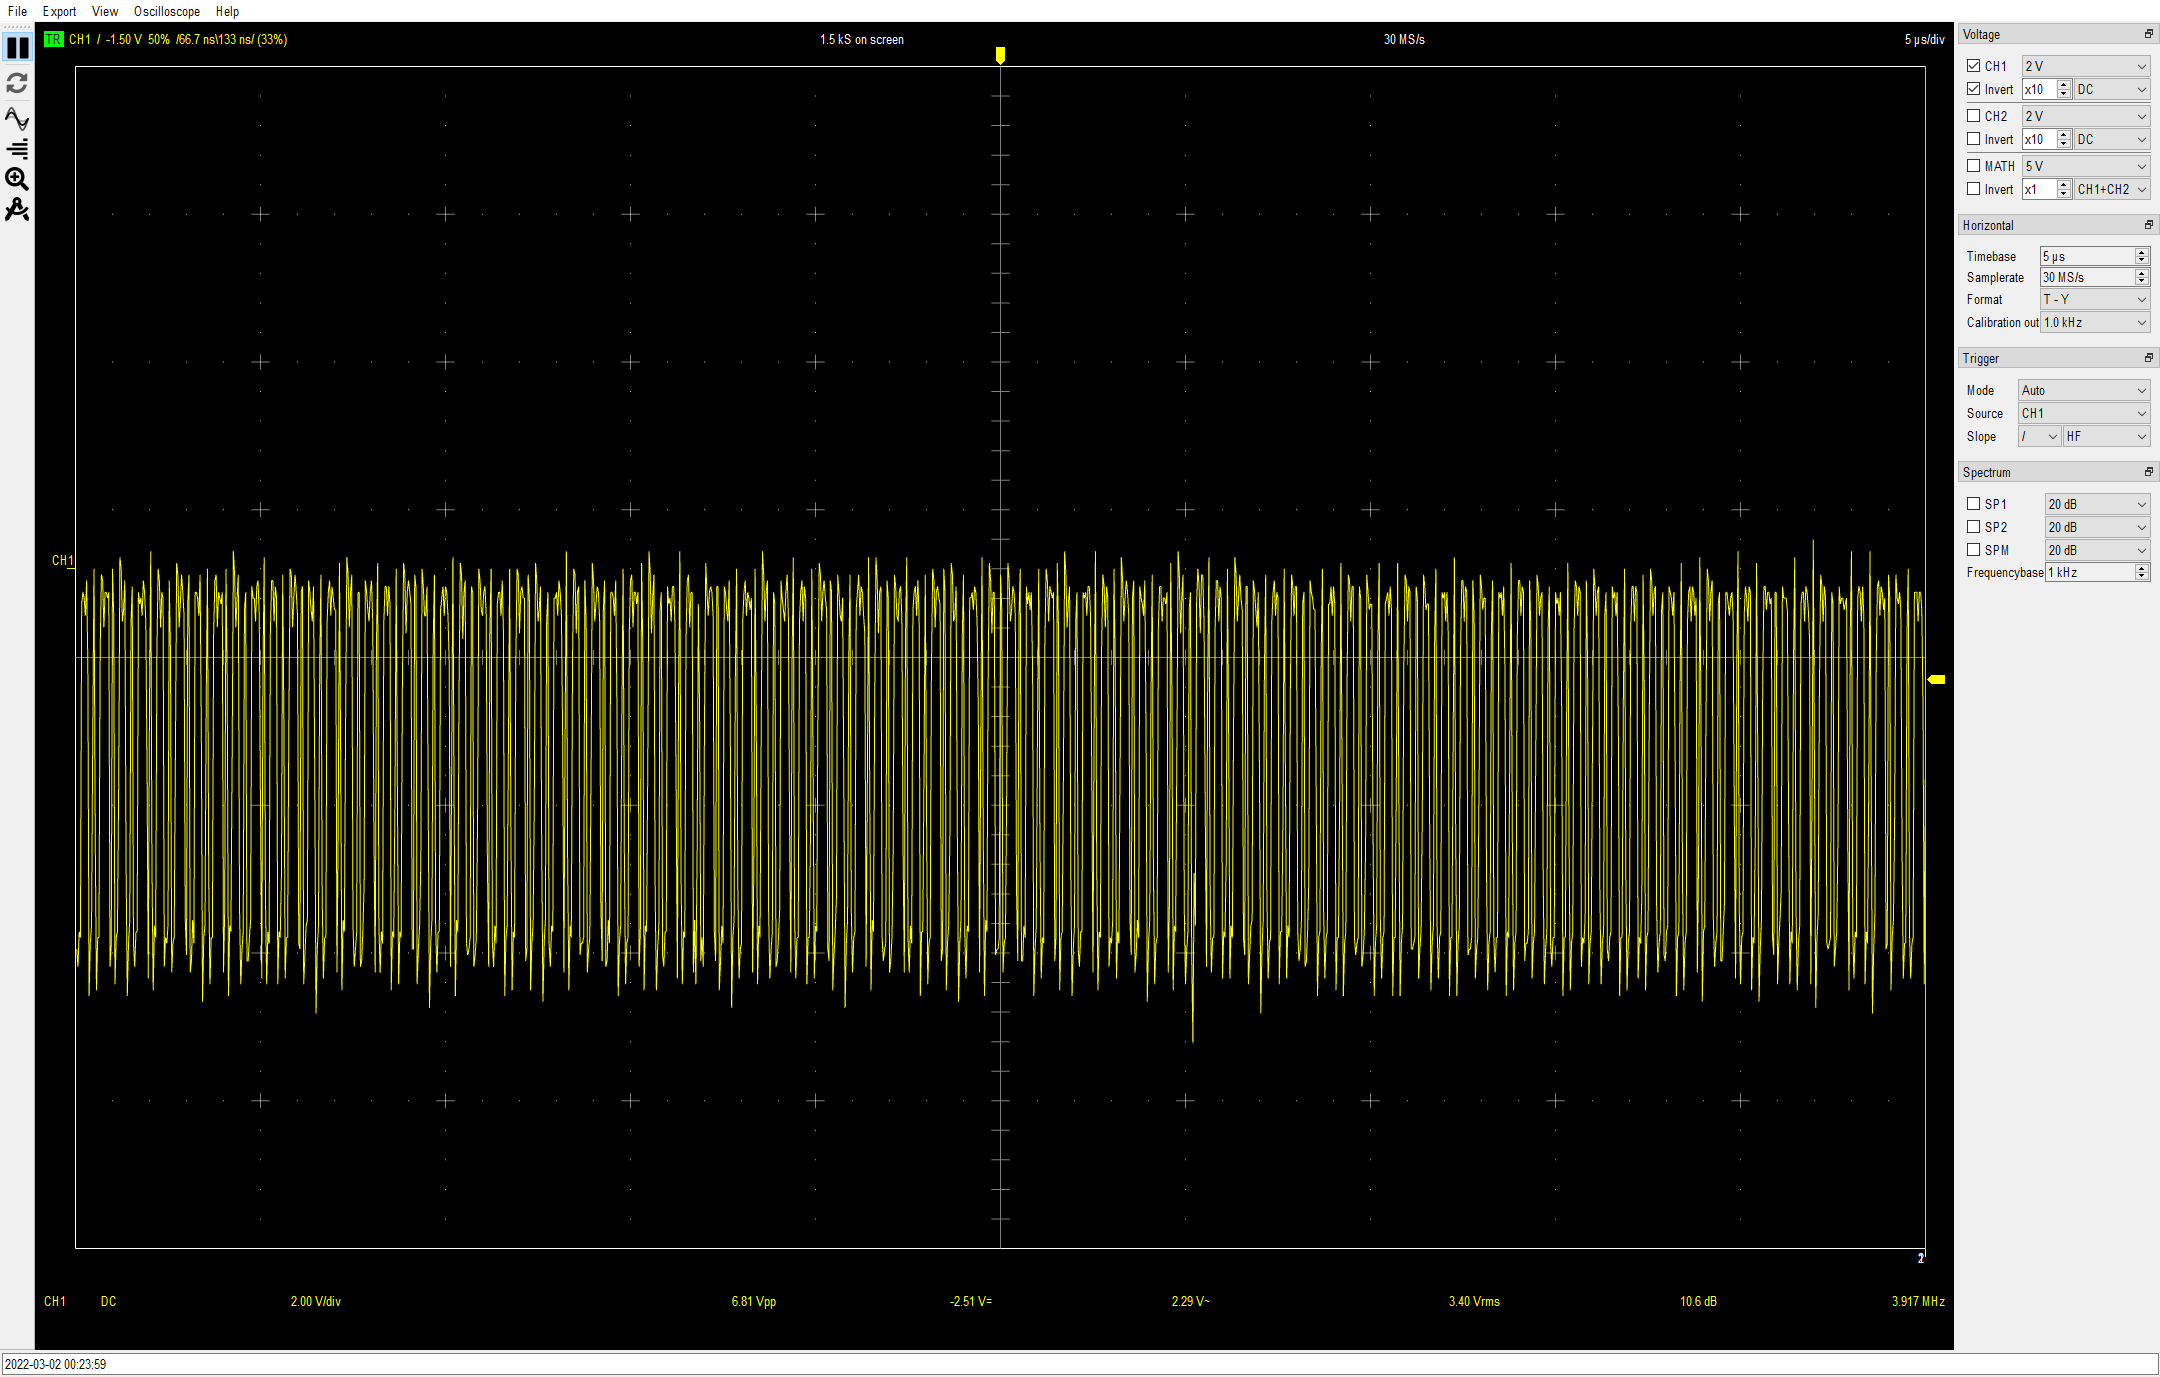 File Export View Oscilloscope Help
TR CH1 / -1.50 V 50% /66.7 ns\133 ns/ (33%) 1.5 kS on screen 30 MS/s 5 µs/div
CH1
CH1 DC 2.00 V/div 6.81 Vpp -2.51 V= 2.29 V~ 3.40 Vrms 10.6 dB 3.917 MHz
2022-03-02 00:23:59
Voltage
CH1 2 V
Invert x10 DC
CH2 2 V
Invert x10 DC
MATH 5 V
Invert x1 CH1+CH2
Horizontal
Timebase 5 µs
Samplerate 30 MS/s
Format T - Y
Calibration out 1.0 kHz
Trigger
Mode Auto
Source CH1
Slope / HF
Spectrum
SP1 20 dB
SP2 20 dB
SPM 20 dB
Frequencybase 1 kHz